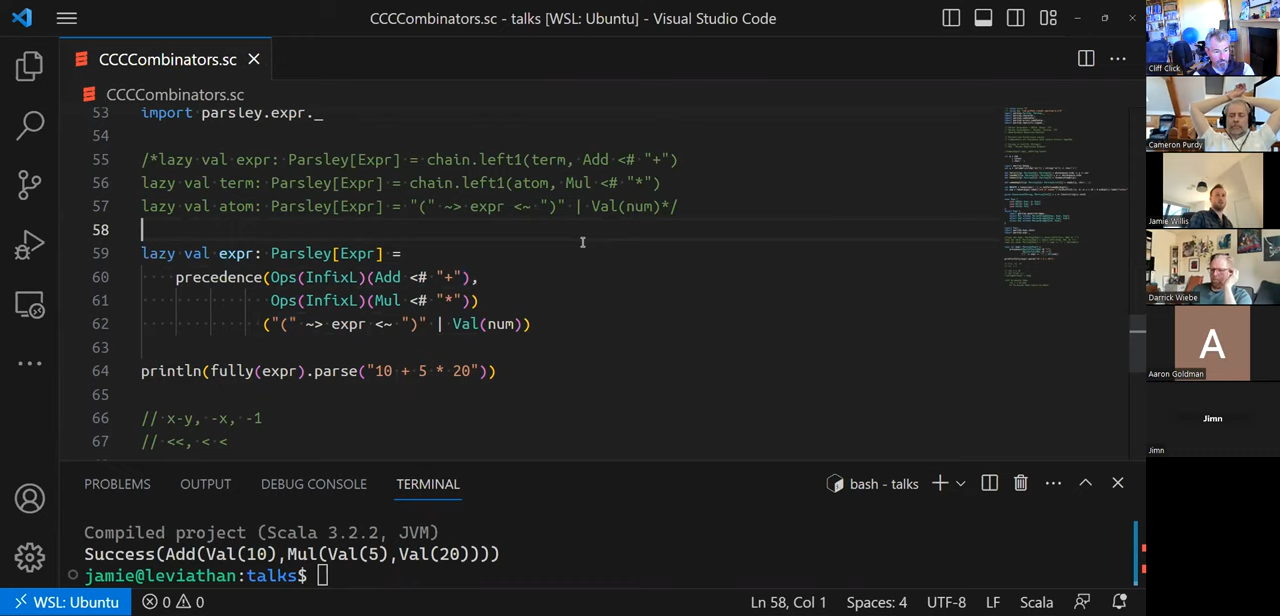 CCCCombinators.sc - talks [WSL: Ubuntu] - Visual Studio Code
CCCCombinators.sc
CCCCombinators.sc
53 import parsley.expr._
54
55 /*lazy val expr: Parsley[Expr] = chain.left1(term, Add <# "+")
56 lazy val term: Parsley[Expr] = chain.left1(atom, Mul <# "*")
57 lazy val atom: Parsley[Expr] = "(" ~> expr <~ ")" | Val(num)*/
58
59 lazy val expr: Parsley[Expr] =
60 precedence(Ops(InfixL)(Add <# "+"),
61 Ops(InfixL)(Mul <# "*"))
62 ("(" ~> expr <~ ")" | Val(num))
63
64 println(fully(expr).parse("10 + 5 * 20"))
65
66 // x-y, -x, -1
67 // <<, < <
PROBLEMS OUTPUT DEBUG CONSOLE TERMINAL
bash - talks
Compiled project (Scala 3.2.2, JVM)
Success(Add(Val(10),Mul(Val(5),Val(20))))
jamie@leviathan:talks$
WSL: Ubuntu 0 0 Ln 58, Col 1 Spaces: 4 UTF-8 LF Scala
Cliff Click
Cameron Purdy
Jamie Willis
Darrick Wiebe
A
Aaron Goldman
Jimn
Jimn